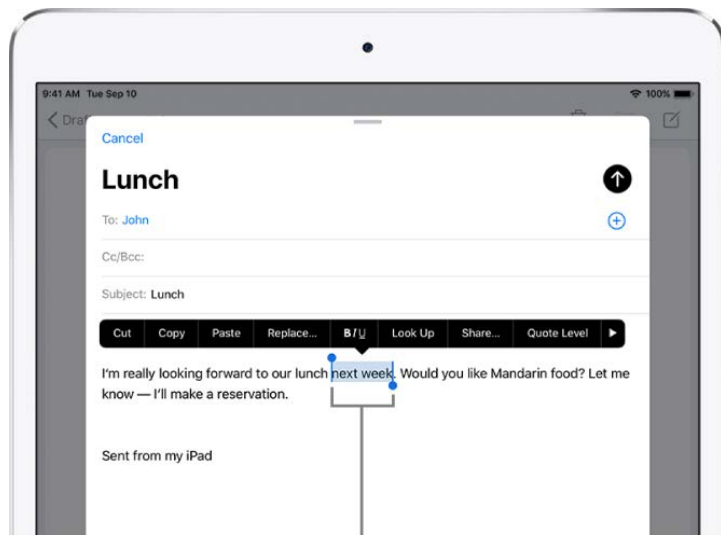 9:41 AM Tue Sep 10
100%
Dra
Cancel
Lunch
To: John
Cc/Bcc:
Subject: Lunch
Cut Copy Paste Replace... BIU Look Up Share... Quote Level
I'm really looking forward to our lunch next week. Would you like Mandarin food? Let me
know — I'll make a reservation.
Sent from my iPad